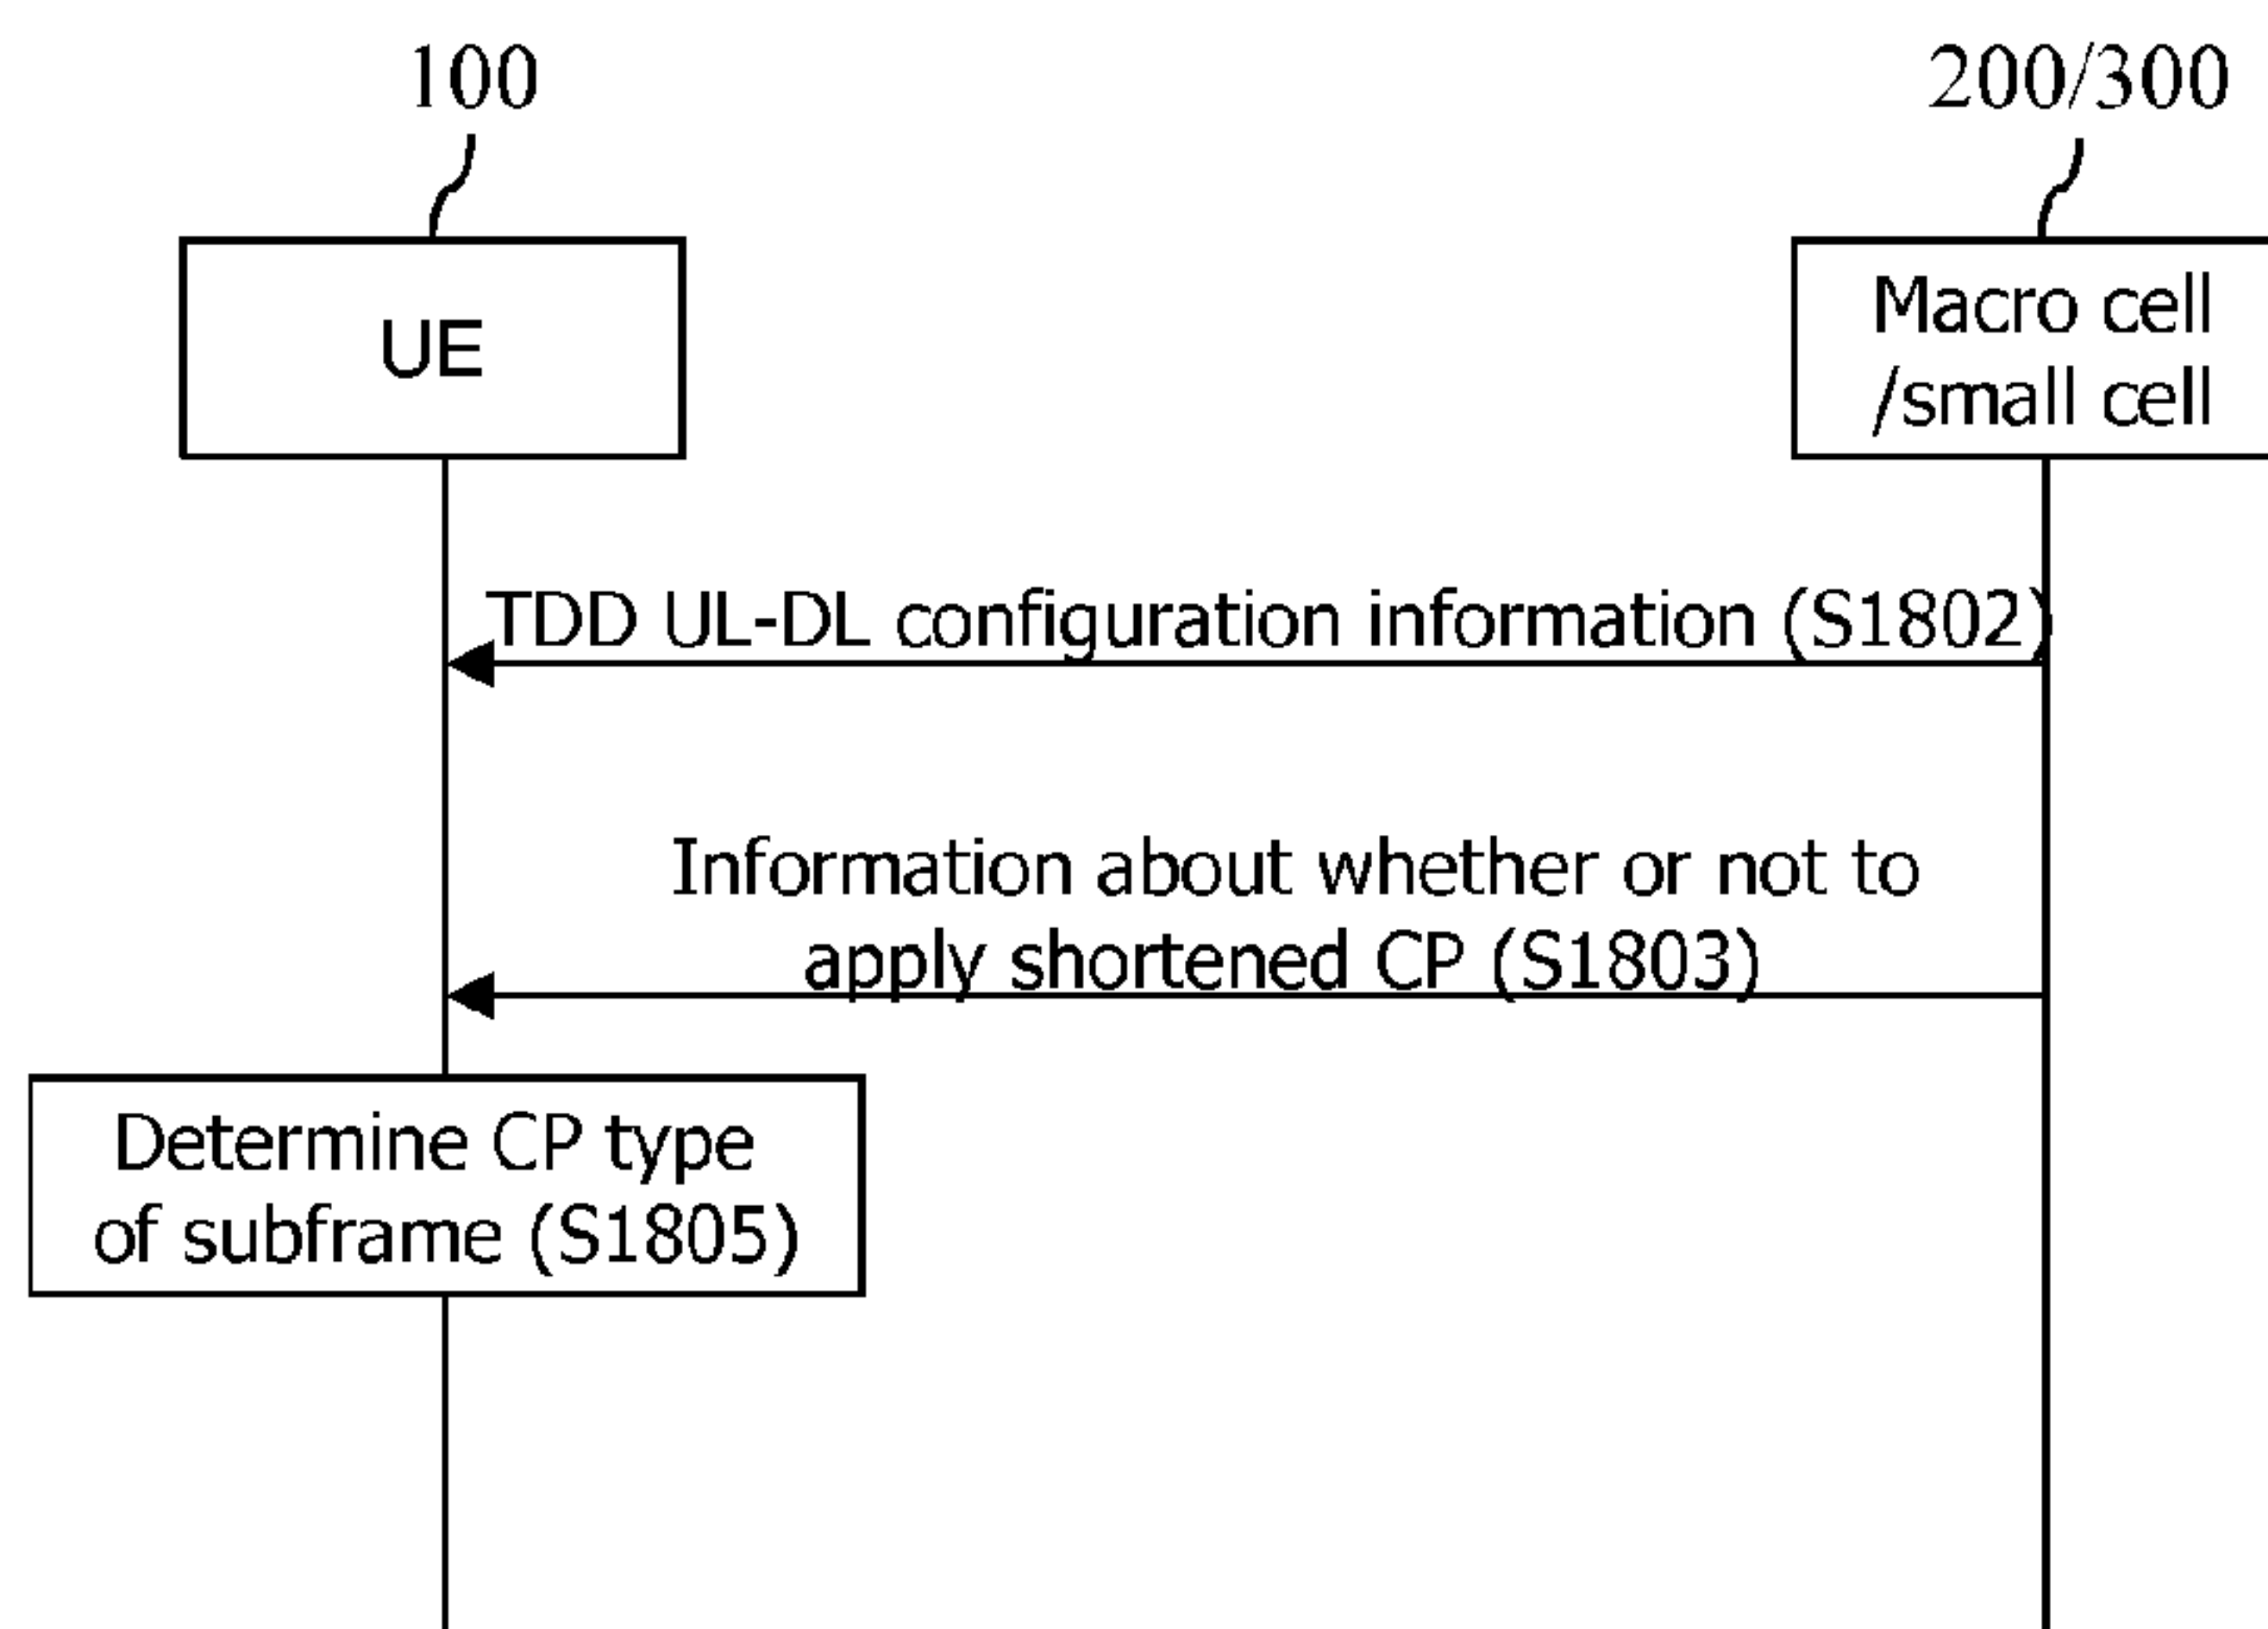 100
200/300
UE
Macro cell
/small cell
TDD UL-DL configuration information (S1802)
Information about whether or not to
apply shortened CP (S1803)
Determine CP type
of subframe (S1805)